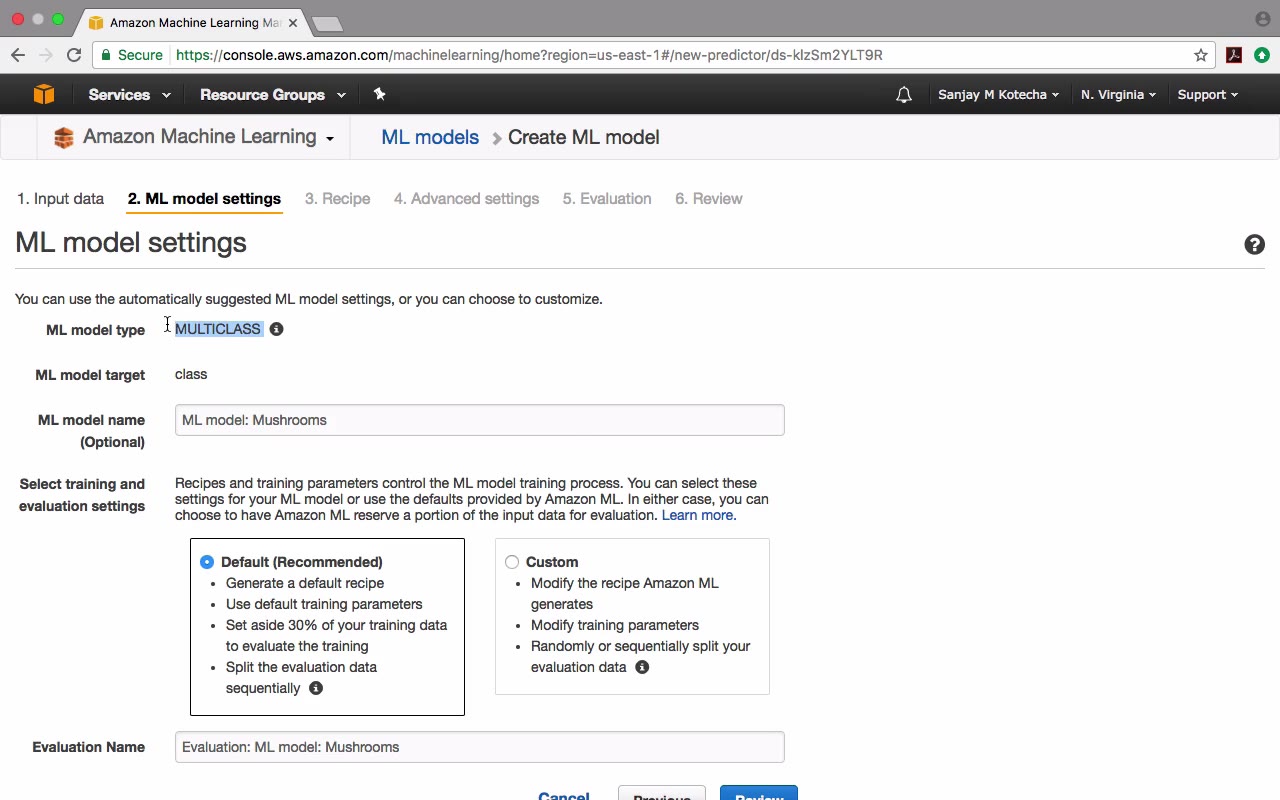 Amazon Machine Learning Ma
Secure https://console.aws.amazon.com/machinelearning/home?region=us-east-1#/new-predictor/ds-kIzSm2YLT9R
Services Resource Groups Sanjay M Kotecha N. Virginia Support
Amazon Machine Learning ML models Create ML model
1. Input data 2. ML model settings 3. Recipe 4. Advanced settings 5. Evaluation 6. Review
ML model settings
You can use the automatically suggested ML model settings, or you can choose to customize.
ML model type MULTICLASS
ML model target class
ML model name ML model: Mushrooms
(Optional)
Select training and Recipes and training parameters control the ML model training process. You can select these
evaluation settings settings for your ML model or use the defaults provided by Amazon ML. In either case, you can
choose to have Amazon ML reserve a portion of the input data for evaluation. Learn more.
Default (Recommended)
• Generate a default recipe
• Use default training parameters
• Set aside 30% of your training data
to evaluate the training
• Split the evaluation data
sequentially
Custom
• Modify the recipe Amazon ML
generates
• Modify training parameters
• Randomly or sequentially split your
evaluation data
Evaluation Name Evaluation: ML model: Mushrooms
Cancel Previous Review